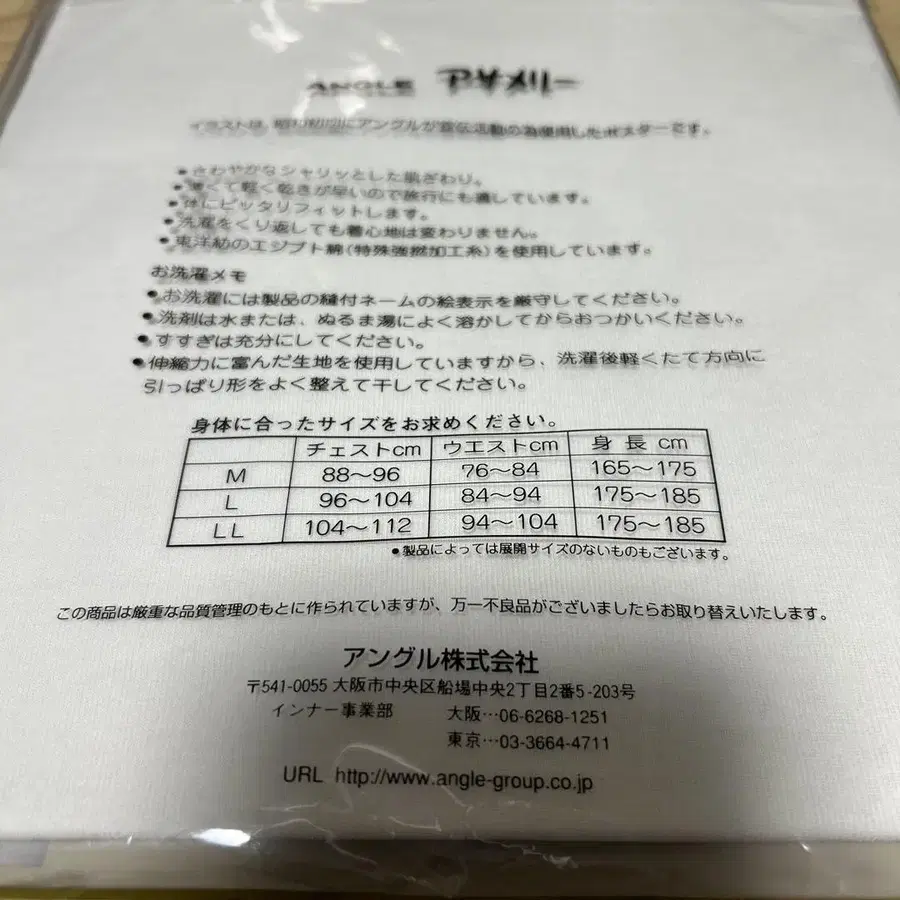 ANGLE
イラストは、昭和初期にアングルが宣伝活動の為使用したポスターです。
●さわやかなシャリッとした肌ざわり。
●薄くて軽く乾きが早いので旅行にも適しています。
●体にピッタリフィットします。
●洗濯をくり返しても着心地は変わりません。
●東洋紡のエジプト綿(特殊強撚加工糸)を使用しています。
お洗濯メモ
●お洗濯には製品の縫付ネームの絵表示を厳守してください。
●洗剤は水または、ぬるま湯によく溶かしてからおつかいください。
●すすぎは充分にしてください。
●伸縮力に富んだ生地を使用していますから、洗濯後軽くたて方向に
引っぱり形をよく整えて干してください。
身体に合ったサイズをお求めください。
チェストcm ウエストcm 身長cm
M 88〜96 76〜84 165〜175
L 96〜104 84〜94 175〜185
LL 104〜112 94〜104 175〜185
●製品によっては展開サイズのないものもございます。
この商品は厳重な品質管理のもとに作られていますが、万一不良品がございましたらお取り替えいたします。
アングル株式会社
〒541-0055 大阪市中央区船場中央2丁目2番5-203号
インナー事業部 大阪…06-6268-1251
東京…03-3664-4711
URL http://www.angle-group.co.jp